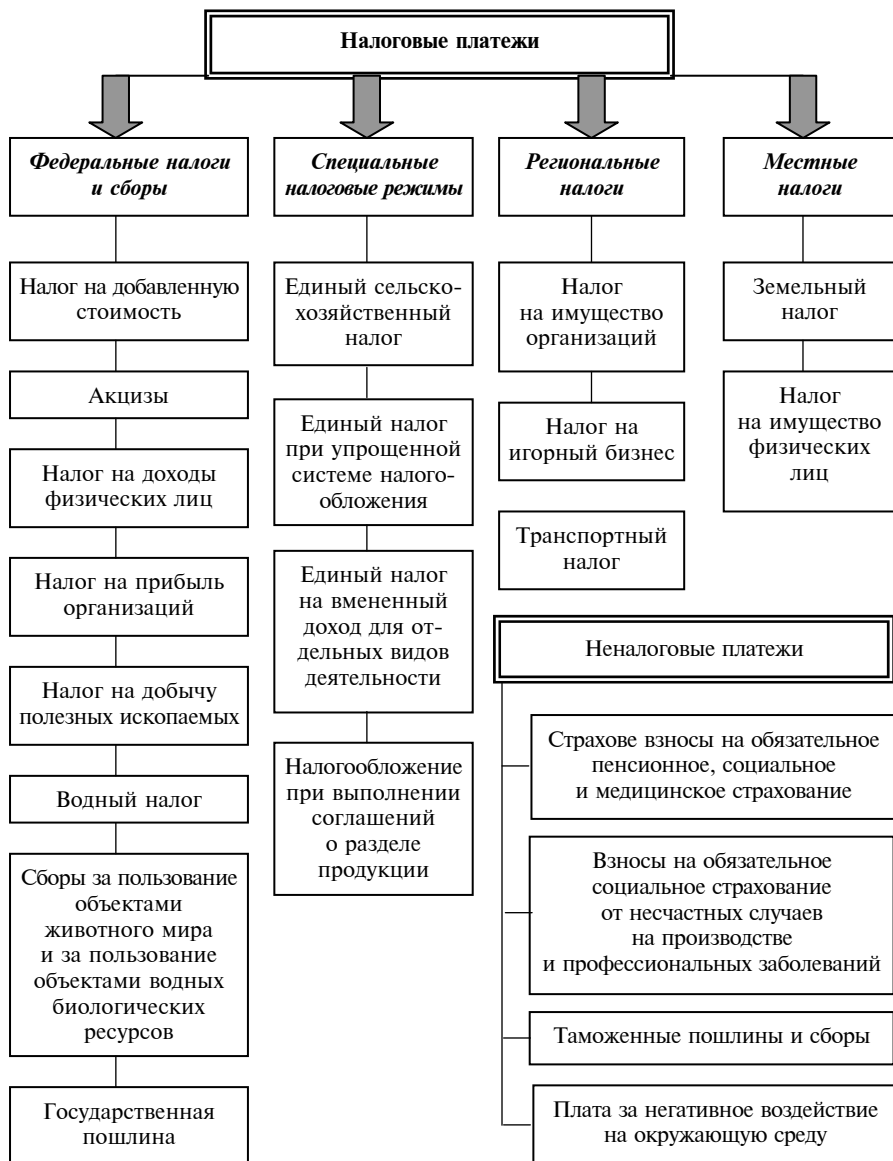 Налоговые платежи
Федеральные налоги
и сборы
Налог на добавленную
стоимость
Акцизы
Налог на доходы
физических лиц
Налог на прибыль
организаций
Налог на добычу
полезных ископаемых
Водный налог
Сборы за пользование
объектами
животного мира
и за пользование
объектами водных
биологических
ресурсов
Государственная
пошлина
Специальные
налоговые режимы
Единый сельско-
хозяйственный
налог
Единый налог
при упрощенной
системе налого-
обложения
Единый налог
на вмененный
доход для от-
дельных видов
деятельности
Налогообложение
при выполнении
соглашений
о разделе
продукции
Региональные
налоги
Налог
на имущество
организаций
Налог на
игорный бизнес
Транспортный
налог
Местные
налоги
Земельный
налог
Налог
на имущество
физических
лиц
Неналоговые платежи
Страхове взносы на обязательное
пенсионное, социальное
и медицинское страхование
Взносы на обязательное
социальное страхование
от несчастных случаев
на производстве
и профессиональных заболеваний
Таможенные пошлины и сборы
Плата за негативное воздействие
на окружающую среду